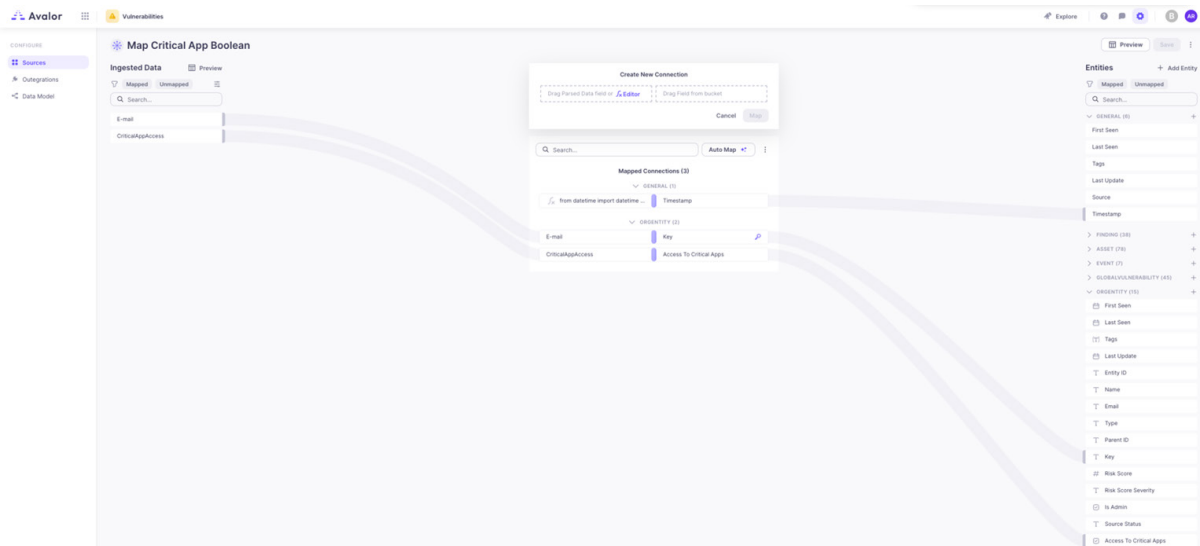 Avalor
Vulnerabilities
Explore
AR
CONFIGURE
Sources
Outegrations
Data Model
Map Critical App Boolean
Preview
Save
Ingested Data
Preview
Mapped
Unmapped
Search...
E-mail
CriticalAppAccess
Create New Connection
Drag Parsed Data field or Editor
Drag Field from bucket
Cancel
Map
Search...
Auto Map
Mapped Connections (3)
GENERAL (1)
from datetime import datetime ...
Timestamp
ORGENTITY (2)
E-mail
Key
CriticalAppAccess
Access To Critical Apps
Entities
Add Entity
Mapped
Unmapped
Search...
GENERAL (6)
First Seen
Last Seen
Tags
Last Update
Source
Timestamp
FINDING (38)
ASSET (78)
EVENT (7)
GLOBALVULNERABILITY (45)
ORGENTITY (15)
First Seen
Last Seen
Tags
Last Update
Entity ID
Name
Email
Type
Parent ID
Key
Risk Score
Risk Score Severity
Is Admin
Source Status
Access To Critical Apps